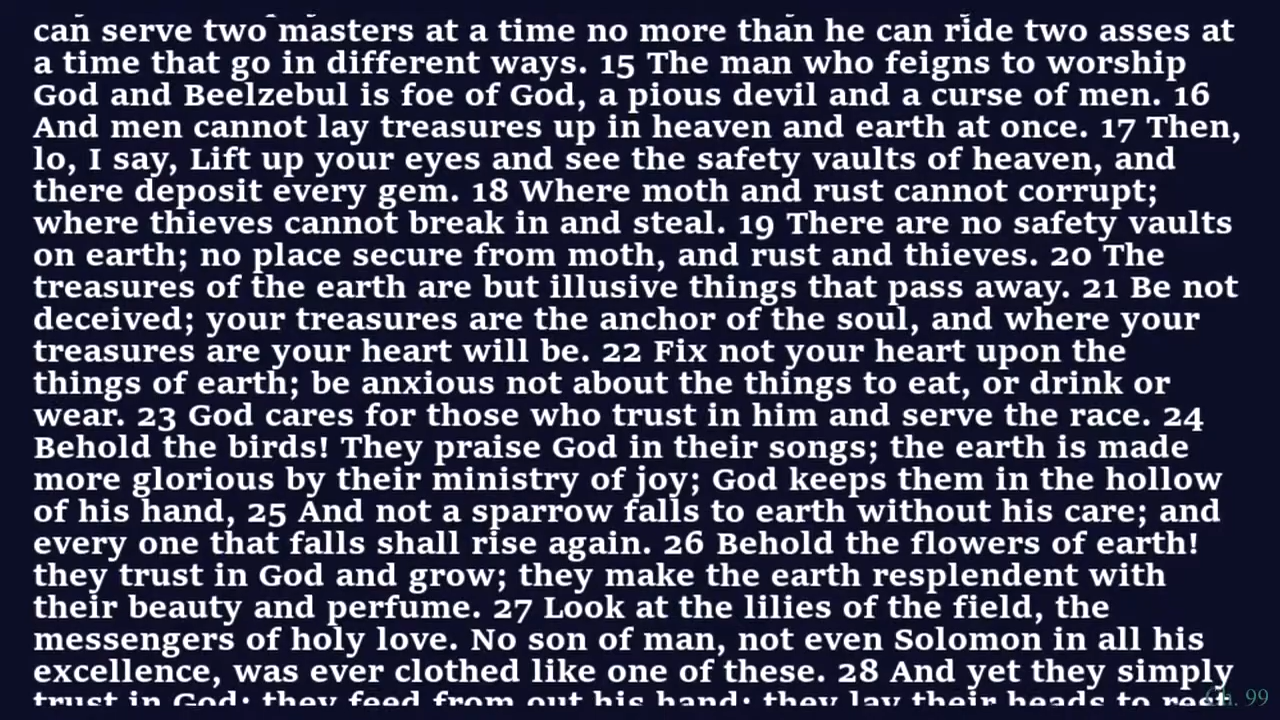 can serve two masters at a time no more than he can ride two asses at
a time that go in different ways. 15 The man who feigns to worship
God and Beelzebul is foe of God, a pious devil and a curse of men. 16
And men cannot lay treasures up in heaven and earth at once. 17 Then,
lo, I say, Lift up your eyes and see the safety vaults of heaven, and
there deposit every gem. 18 Where moth and rust cannot corrupt;
where thieves cannot break in and steal. 19 There are no safety vaults
on earth; no place secure from moth, and rust and thieves. 20 The
treasures of the earth are but illusive things that pass away. 21 Be not
deceived; your treasures are the anchor of the soul, and where your
treasures are your heart will be. 22 Fix not your heart upon the
things of earth; be anxious not about the things to eat, or drink or
wear. 23 God cares for those who trust in him and serve the race. 24
Behold the birds! They praise God in their songs; the earth is made
more glorious by their ministry of joy; God keeps them in the hollow
of his hand, 25 And not a sparrow falls to earth without his care; and
every one that falls shall rise again. 26 Behold the flowers of earth!
they trust in God and grow; they make the earth resplendent with
their beauty and perfume. 27 Look at the lilies of the field, the
messengers of holy love. No son of man, not even Solomon in all his
excellence, was ever clothed like one of these. 28 And yet they simply
trust in God; they feed from out his hand; they lay their heads to rest
Ch. 99